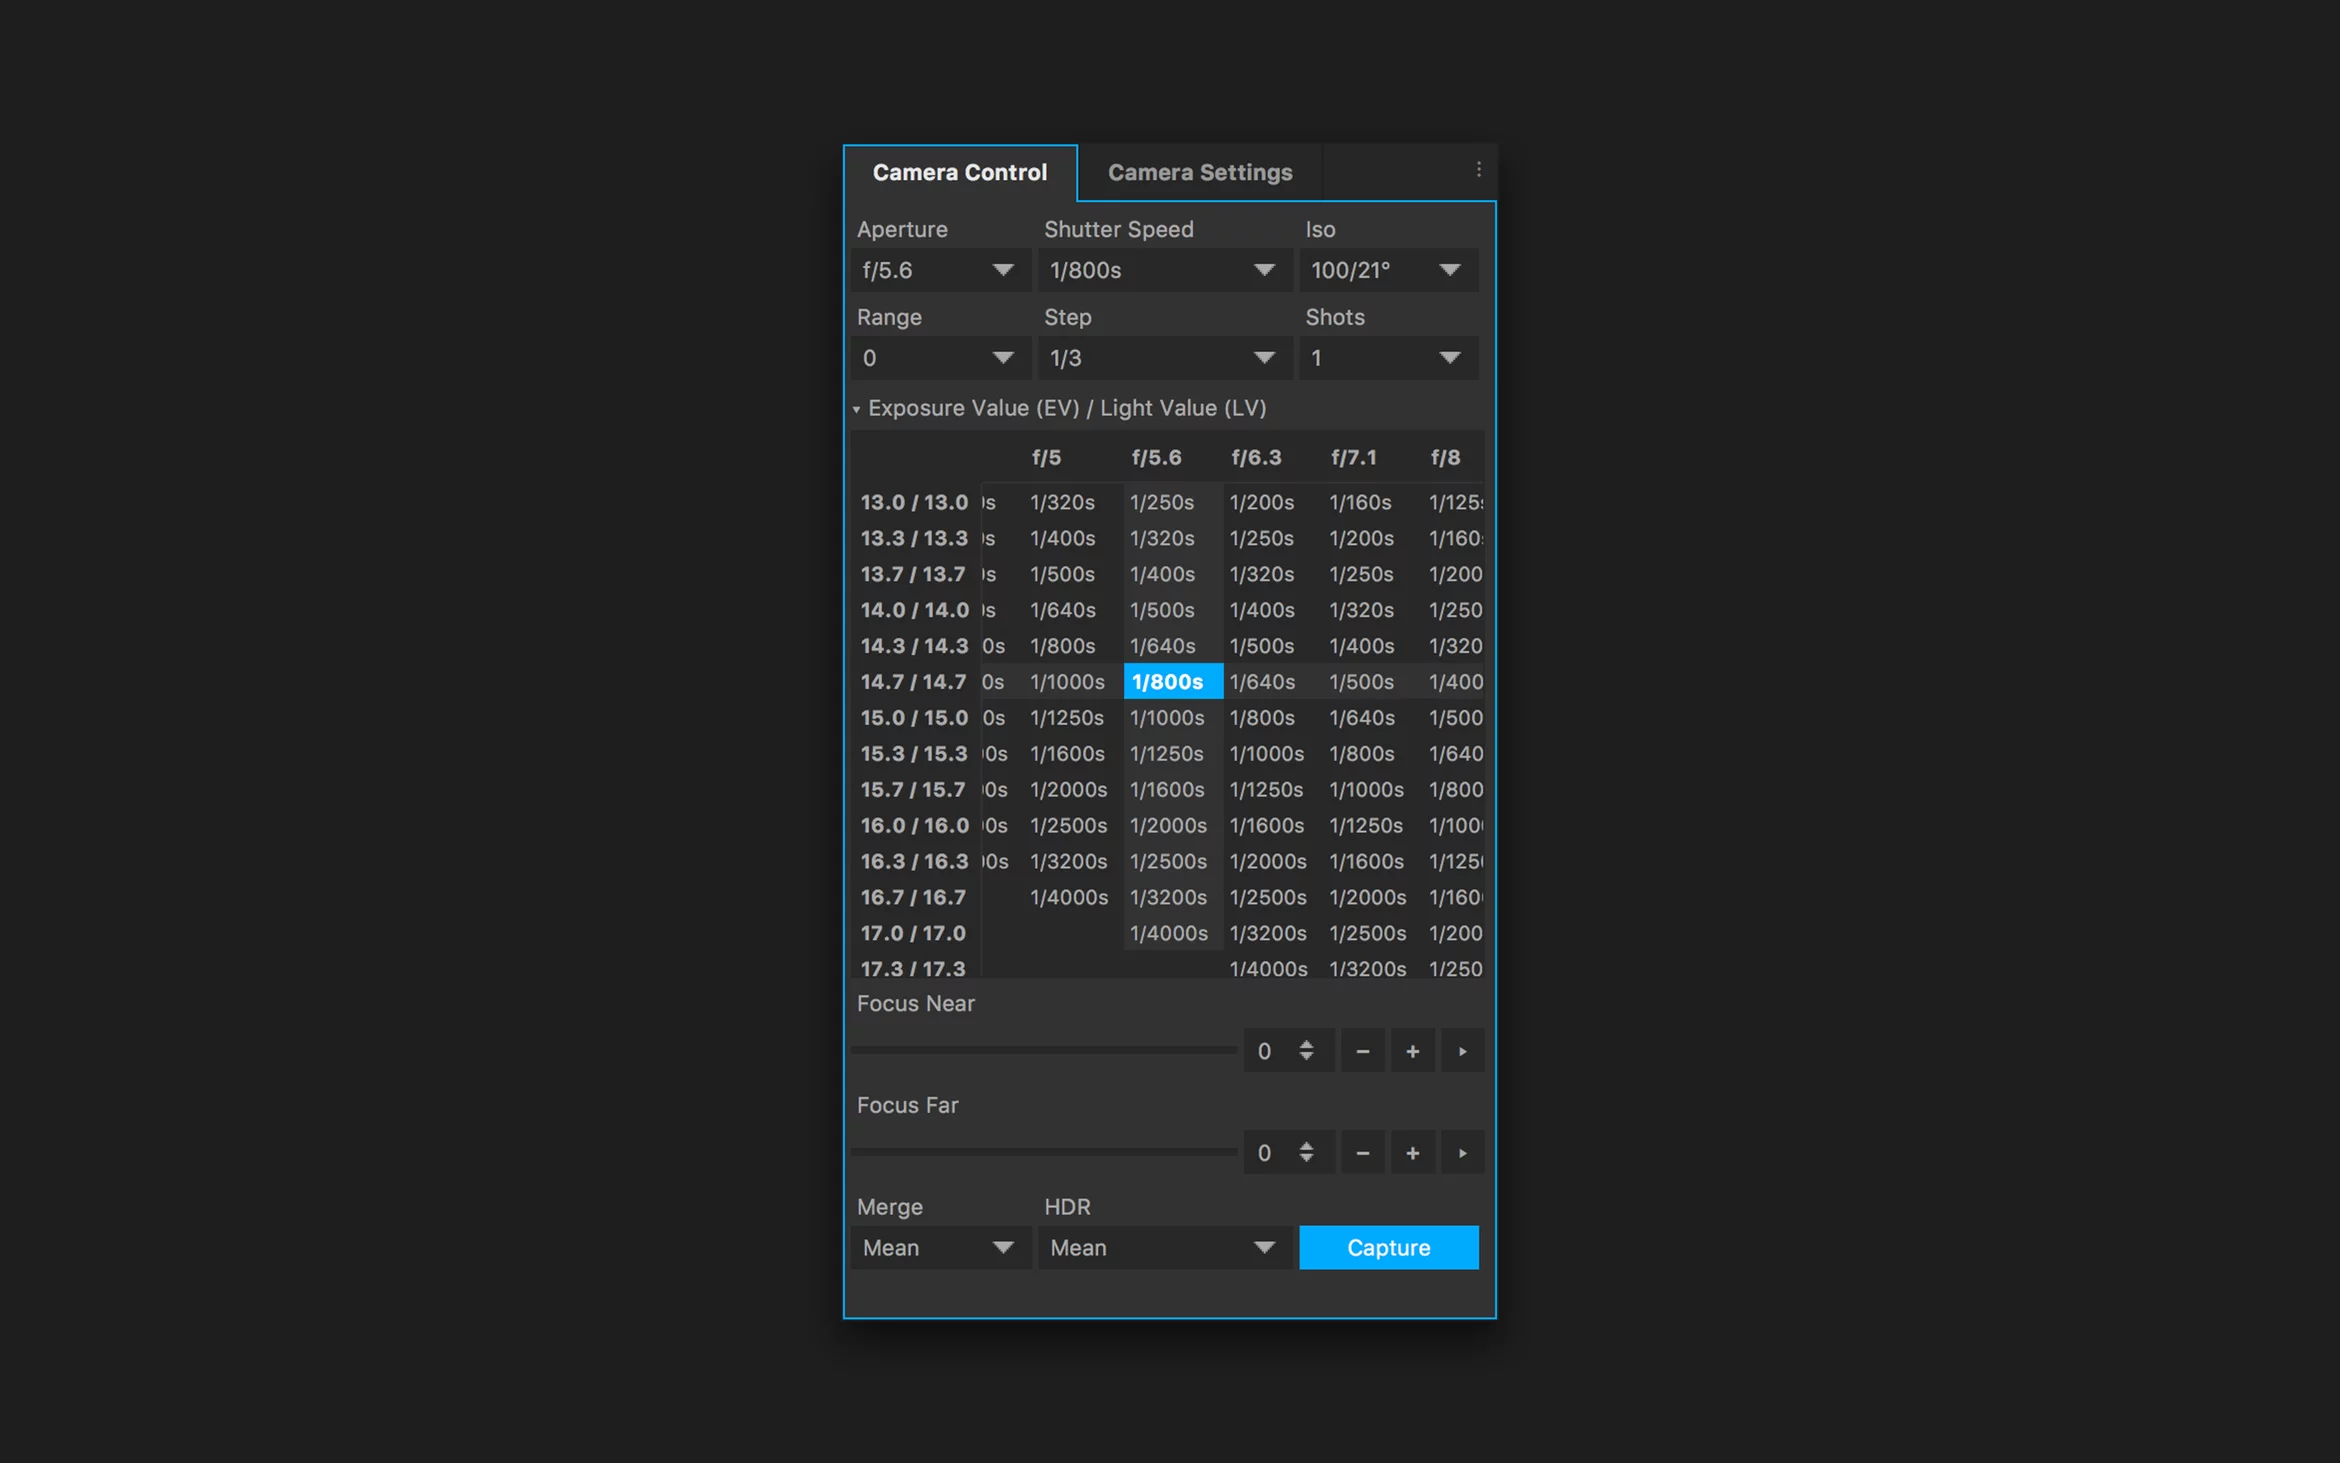 Camera Control Camera Settings
Aperture Shutter Speed Iso
f/5.6 1/800s 100/21°
Range Step Shots
0 1/3 1
Exposure Value (EV) / Light Value (LV)
f/5 f/5.6 f/6.3 f/7.1 f/8
13.0 / 13.0 1/320s 1/250s 1/200s 1/160s 1/125s
13.3 / 13.3 1/400s 1/320s 1/250s 1/200s 1/160
13.7 / 13.7 1/500s 1/400s 1/320s 1/250s 1/200
14.0 / 14.0 1/640s 1/500s 1/400s 1/320s 1/250
14.3 / 14.3 0s 1/800s 1/640s 1/500s 1/400s 1/320
14.7 / 14.7 0s 1/1000s 1/800s 1/640s 1/500s 1/400
15.0 / 15.0 0s 1/1250s 1/1000s 1/800s 1/640s 1/500
15.3 / 15.3 0s 1/1600s 1/1250s 1/1000s 1/800s 1/640
15.7 / 15.7 0s 1/2000s 1/1600s 1/1250s 1/1000s 1/800
16.0 / 16.0 0s 1/2500s 1/2000s 1/1600s 1/1250s 1/100
16.3 / 16.3 00s 1/3200s 1/2500s 1/2000s 1/1600s 1/125
16.7 / 16.7 1/4000s 1/3200s 1/2500s 1/2000s 1/160
17.0 / 17.0 1/4000s 1/3200s 1/2500s 1/200
17.3 / 17.3 1/4000s 1/3200s 1/250
Focus Near
0 − +
Focus Far
0 − +
Merge HDR
Mean Mean Capture